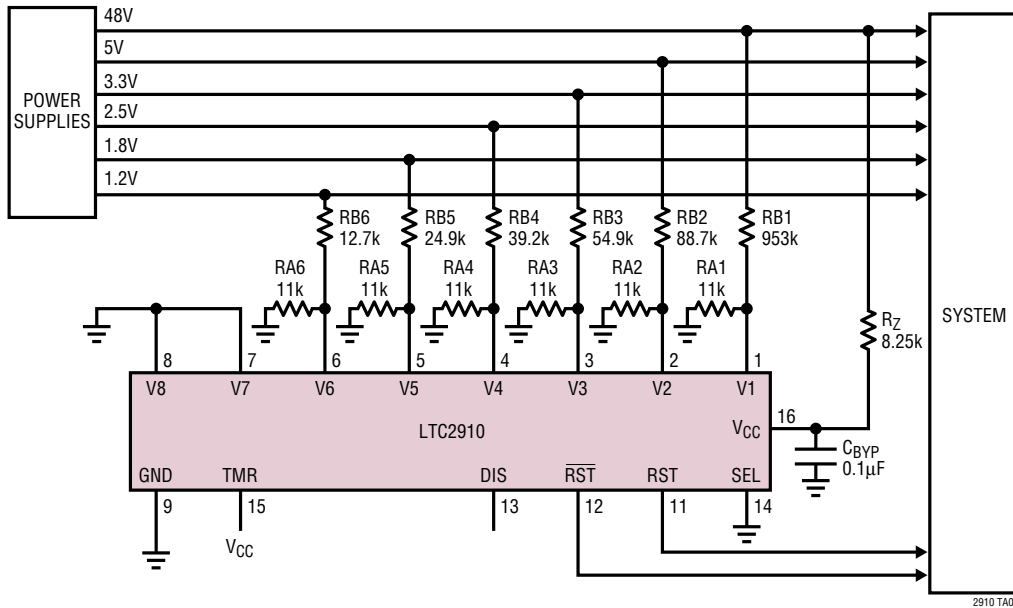 48V
5V
3.3V
2.5V
1.8V
1.2V
POWER
SUPPLIES
SYSTEM
RB6
12.7k
RB5
24.9k
RB4
39.2k
RB3
54.9k
RB2
88.7k
RB1
953k
RA6
11k
RA5
11k
RA4
11k
RA3
11k
RA2
11k
RA1
11k
RZ
8.25k
8
7
6
5
4
3
2
1
V8
V7
V6
V5
V4
V3
V2
V1
LTC2910
VCC
16
CBYP
0.1µF
GND
TMR
DIS
RST
RST
SEL
9
15
13
12
11
14
VCC
2910 TA0